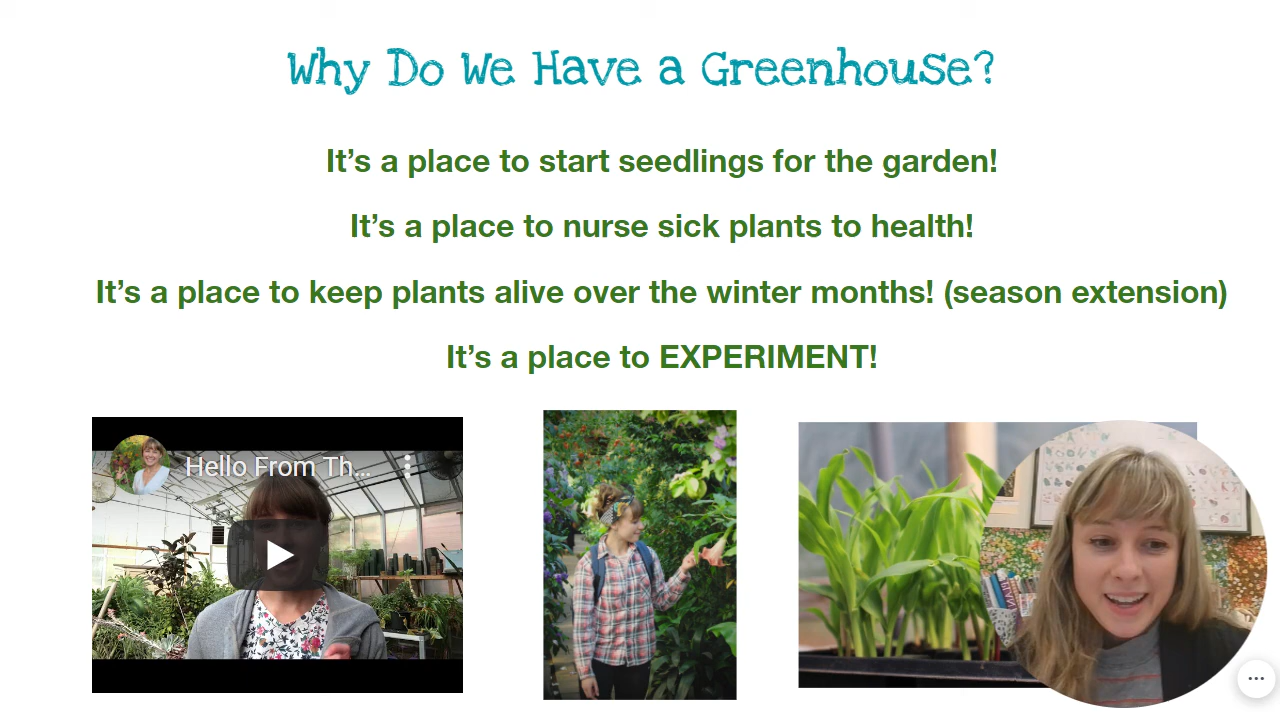 Why Do We Have a Greenhouse?
It’s a place to start seedlings for the garden!
It’s a place to nurse sick plants to health!
It’s a place to keep plants alive over the winter months! (season extension)
It’s a place to EXPERIMENT!
Hello From Th...